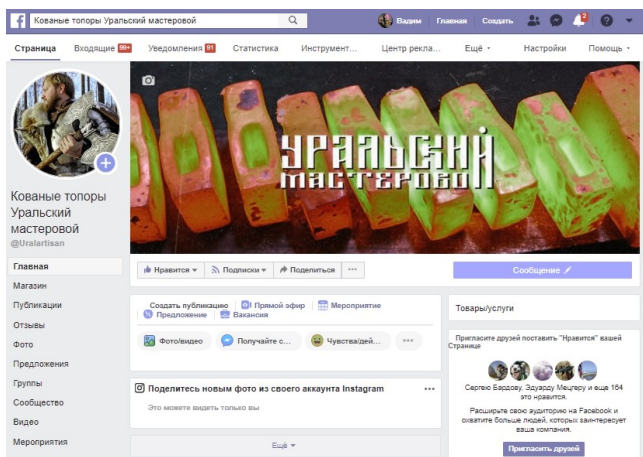 Кованые топоры Уральский мастеровой
Вадим Главная Создать 2
Страница Входящие 99+ Уведомления 91 Статистика Инструмент... Центр рекла... Ещё Настройки Помощь
УРАЛЬСКИЙ
МАСТЕРОВОЙ
Кованые топоры
Уральский
мастеровой
@Uralartisan
Главная
Магазин
Публикации
Отзывы
Фото
Предложения
Группы
Сообщество
Видео
Мероприятия
Нравится Подписки Поделиться ...
Сообщение
Создать публикацию Прямой эфир Мероприятие
Предложение Вакансия
Фото/видео Получайте с... Чувства/дей... ...
Поделитесь новым фото из своего аккаунта Instagram ...
Это можете видеть только вы
Ещё
Товары/услуги
Пригласите друзей поставить "Нравится" вашей
Странице
Сергею Бардову, Эдуарду Мецгеру и еще 164
это нравится.
Расширьте свою аудиторию на Facebook и
охватите больше людей, которых заинтересует
ваша компания.
Пригласить друзей